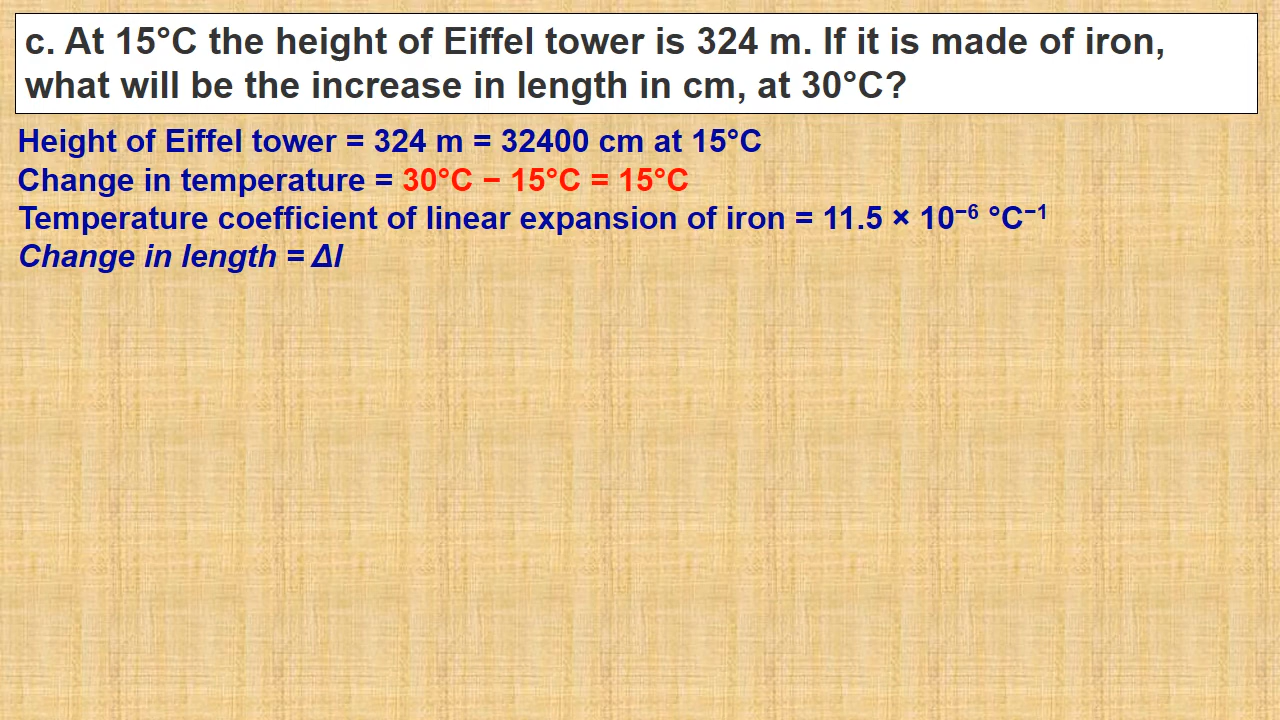 c. At 15°C the height of Eiffel tower is 324 m. If it is made of iron,
what will be the increase in length in cm, at 30°C?
Height of Eiffel tower = 324 m = 32400 cm at 15°C
Change in temperature = 30°C − 15°C = 15°C
Temperature coefficient of linear expansion of iron = 11.5 × 10⁻⁶ °C⁻¹
Change in length = Δl